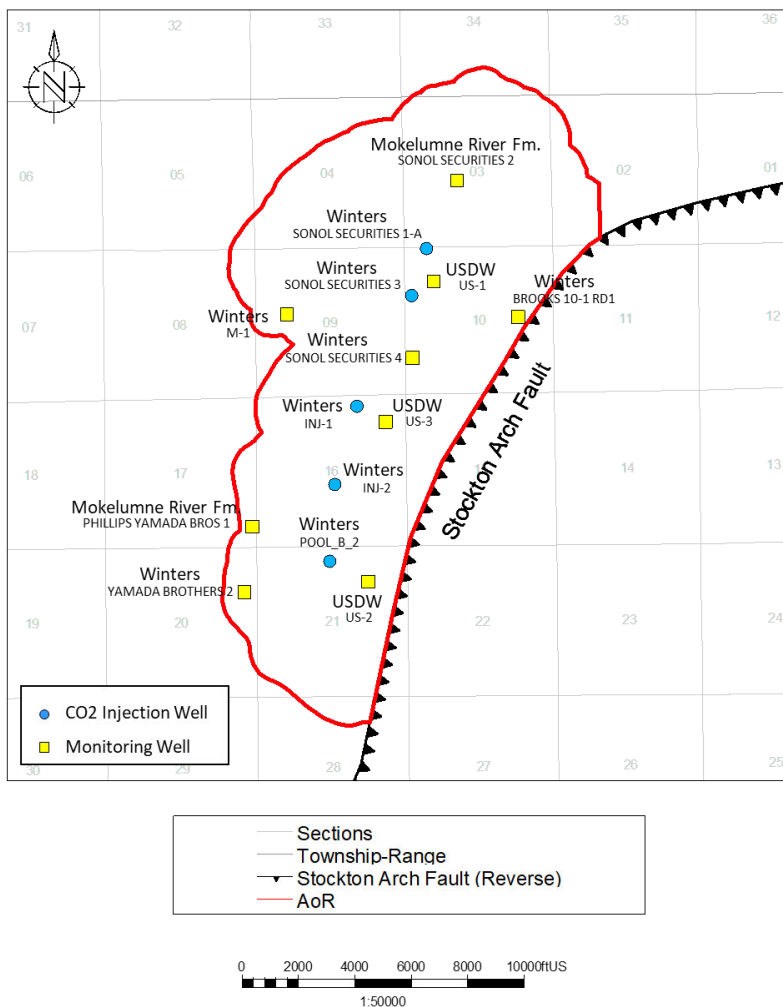 31 32 33 34 35 36
N
Mokelumne River Fm.
SONOL SECURITIES 2
06 05 04 03 02 01
Winters
SONOL SECURITIES 1-A
Winters
SONOL SECURITIES 3
USDW
US-1
Winters
BROOKS 10-1 RD1
Winters
M-1
07 08 09 10 11 12
Winters
SONOL SECURITIES 4
Winters
INJ-1
USDW
US-3
Stockton Arch Fault
Winters
INJ-2
18 17 16 14 13
Mokelumne River Fm.
PHILLIPS YAMADA BROS 1
Winters
POOL_B_2
Winters
YAMADA BROTHERS 2
USDW
US-2
19 20 21 22 23 24
CO2 Injection Well
Monitoring Well
30 29 28 27 26 25
Sections
Township-Range
Stockton Arch Fault (Reverse)
AoR
0 2000 4000 6000 8000 10000ftUS
1:50000